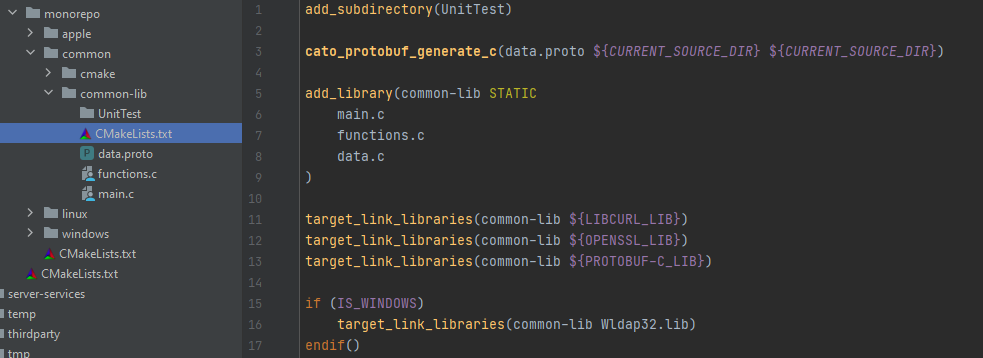 monorepo
apple
common
cmake
common-lib
UnitTest
CMakeLists.txt
data.proto
functions.c
main.c
linux
windows
CMakeLists.txt
CMakeLists.txt
server-services
temp
thirdparty
tmp
1 add_subdirectory(UnitTest)
2
3 cato_protobuf_generate_c(data.proto ${CURRENT_SOURCE_DIR} ${CURRENT_SOURCE_DIR})
4
5 add_library(common-lib STATIC
6 main.c
7 functions.c
8 data.c
9 )
10
11 target_link_libraries(common-lib ${LIBCURL_LIB})
12 target_link_libraries(common-lib ${OPENSSL_LIB})
13 target_link_libraries(common-lib ${PROTOBUF-C_LIB})
14
15 if (IS_WINDOWS)
16 target_link_libraries(common-lib Wldap32.lib)
17 endif()